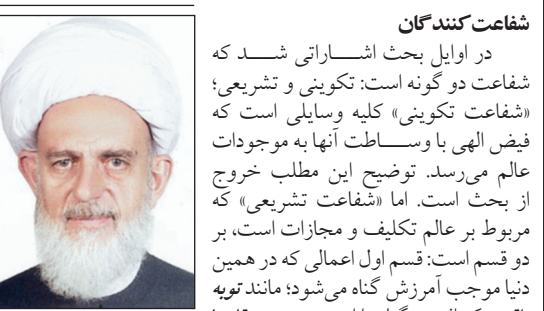 شفاعت‌کنندگان
در اوایل بحث اشــــاراتی شــــد که
شفاعت دو گونه است: تکوینی و تشریعی؛
«شفاعت تکوینی» کلیه وسایلی است که
فیض الهی با وســــاطت آنها به موجودات
عالم می‌رسد. توضیح این مطلب خروج
از بحث است. اما «شفاعت تشریعی» که
مربوط بر عالم تکلیف و مجازات است، بر
دو قسم است: قسم اول اعمالی که در همین
دنیا موجب آمرزش گناه می‌شود؛ مانند توبه